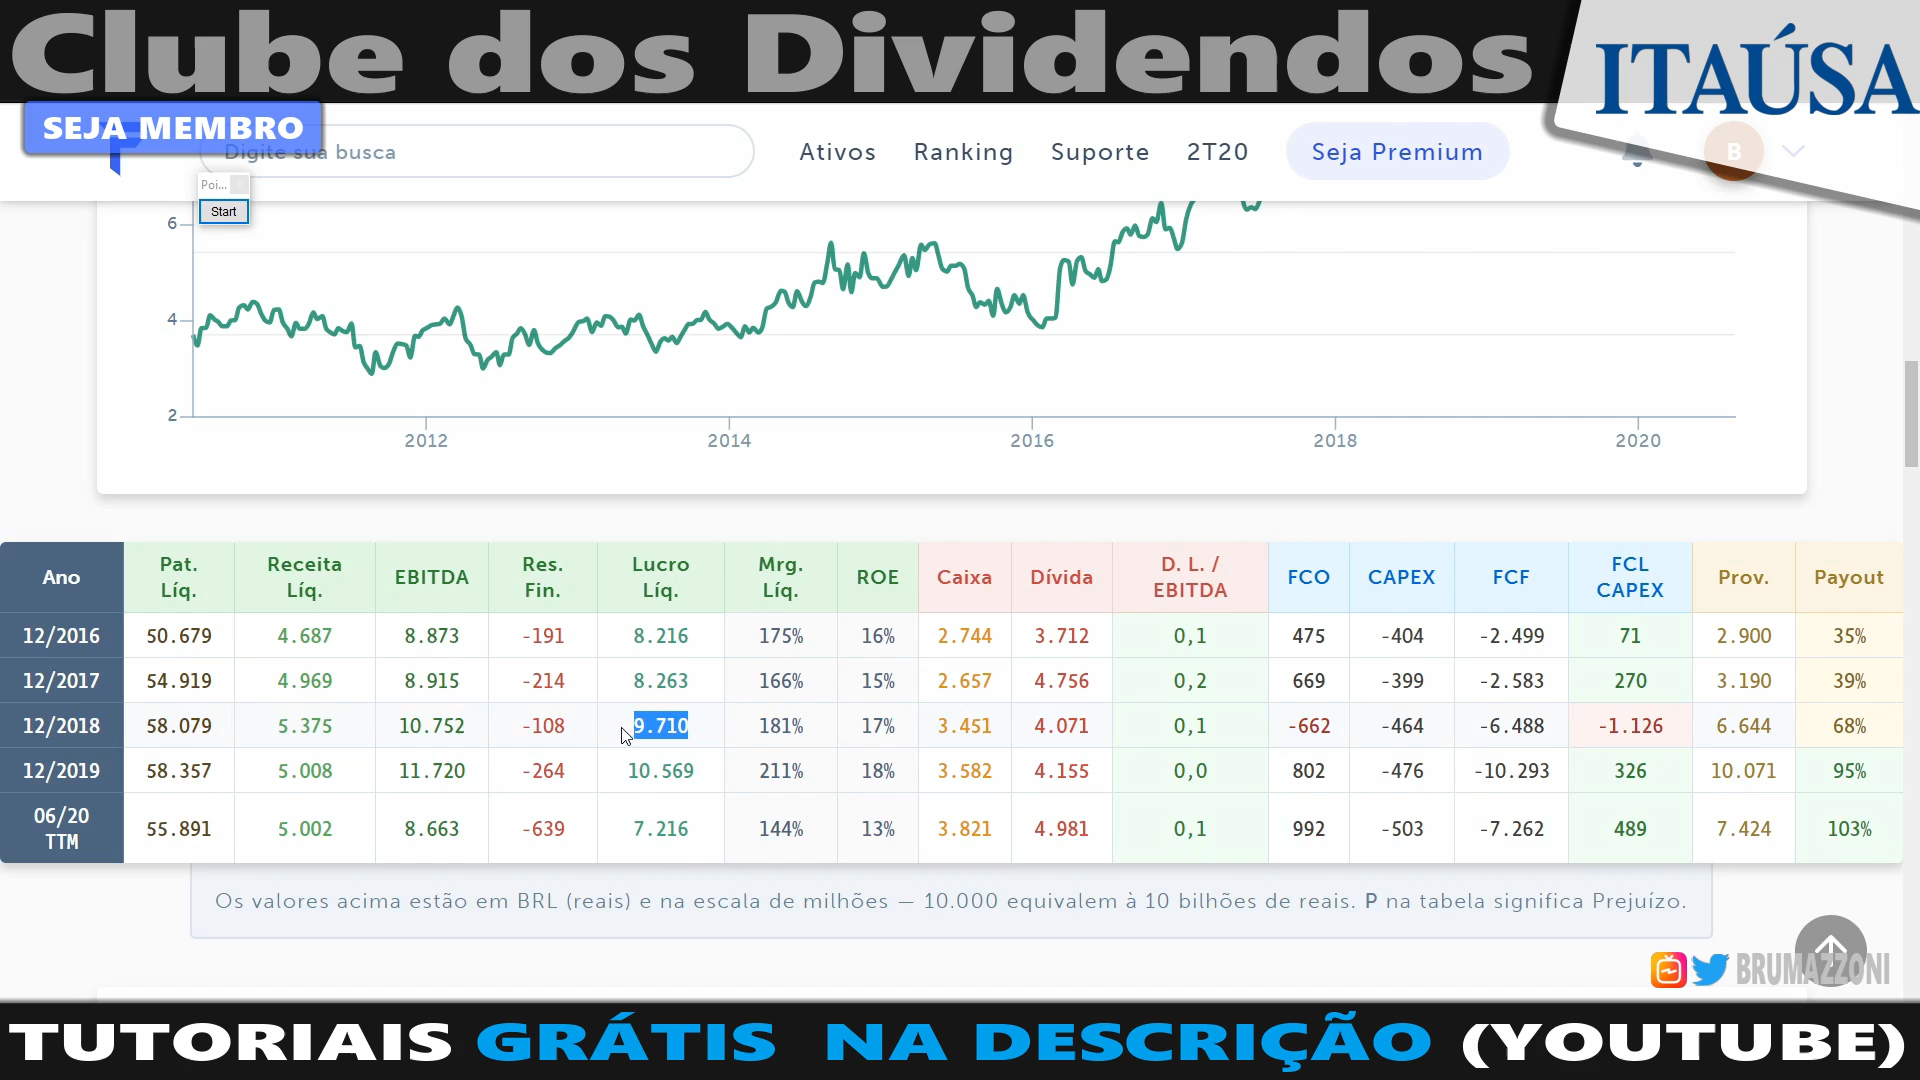 Clube dos Dividendos
ITAÚSA
SEJA MEMBRO
Digite sua busca
Ativos
Ranking
Suporte
2T20
Seja Premium
B
Poi...
Start
6
4
2
2012 2014 2016 2018 2020
Ano Pat. Líq. Receita Líq. EBITDA Res. Fin. Lucro Líq. Mrg. Líq. ROE Caixa Dívida D. L. / EBITDA FCO CAPEX FCF FCL CAPEX Prov. Payout
12/2016 50.679 4.687 8.873 -191 8.216 175% 16% 2.744 3.712 0,1 475 -404 -2.499 71 2.900 35%
12/2017 54.919 4.969 8.915 -214 8.263 166% 15% 2.657 4.756 0,2 669 -399 -2.583 270 3.190 39%
12/2018 58.079 5.375 10.752 -108 9.710 181% 17% 3.451 4.071 0,1 -662 -464 -6.488 -1.126 6.644 68%
12/2019 58.357 5.008 11.720 -264 10.569 211% 18% 3.582 4.155 0,0 802 -476 -10.293 326 10.071 95%
06/20 TTM 55.891 5.002 8.663 -639 7.216 144% 13% 3.821 4.981 0,1 992 -503 -7.262 489 7.424 103%
Os valores acima estão em BRL (reais) e na escala de milhões — 10.000 equivalem à 10 bilhões de reais. P na tabela significa Prejuízo.
BRUMAZZONI
TUTORIAIS GRÁTIS NA DESCRIÇÃO (YOUTUBE)